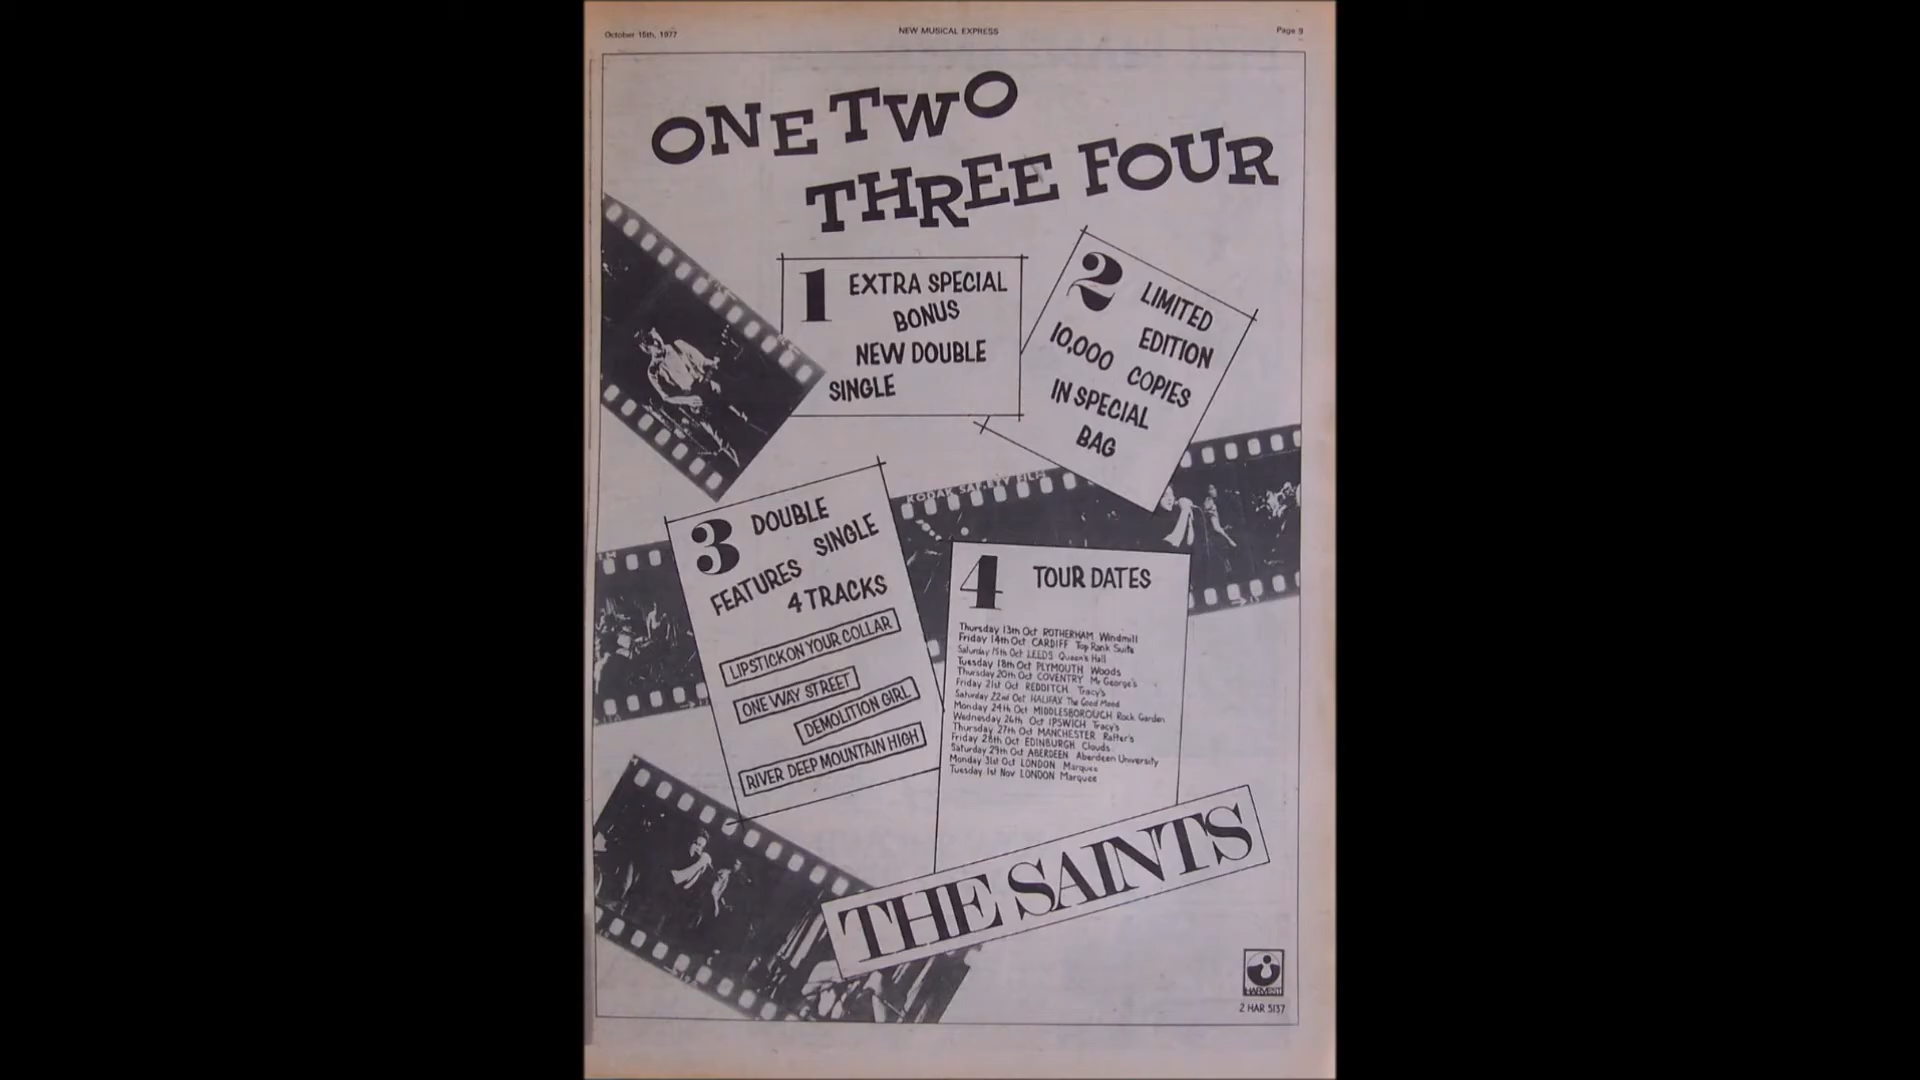 October 15th, 1977
NEW MUSICAL EXPRESS
Page 9
ONE TWO
THREE FOUR
1 EXTRA SPECIAL
BONUS
NEW DOUBLE
SINGLE
2 LIMITED
EDITION
10,000 COPIES
IN SPECIAL
BAG
KODAK SAFETY FILM
3 DOUBLE
SINGLE
FEATURES
4 TRACKS
LIPSTICK ON YOUR COLLAR
ONE WAY STREET
DEMOLITION GIRL
RIVER DEEP MOUNTAIN HIGH
4 TOUR DATES
Thursday 13th Oct ROTHERHAM Windmill
Friday 14th Oct CARDIFF Top Rank Suite
Saturday 15th Oct LEEDS Queen's Hall
Tuesday 18th Oct PLYMOUTH Woods
Thursday 20th Oct COVENTRY Mr George's
Friday 21st Oct REDDITCH Tracy's
Saturday 22nd Oct HALIFAX The Good Mood
Monday 24th Oct MIDDLESBOROUGH Rock Garden
Wednesday 26th Oct IPSWICH Tracy's
Thursday 27th Oct MANCHESTER Rafter's
Friday 28th Oct EDINBURGH Clouds
Saturday 29th Oct ABERDEEN Aberdeen University
Monday 31st Oct LONDON Marquee
Tuesday 1st Nov LONDON Marquee
THE SAINTS
HARVEST
2 HAR 5137